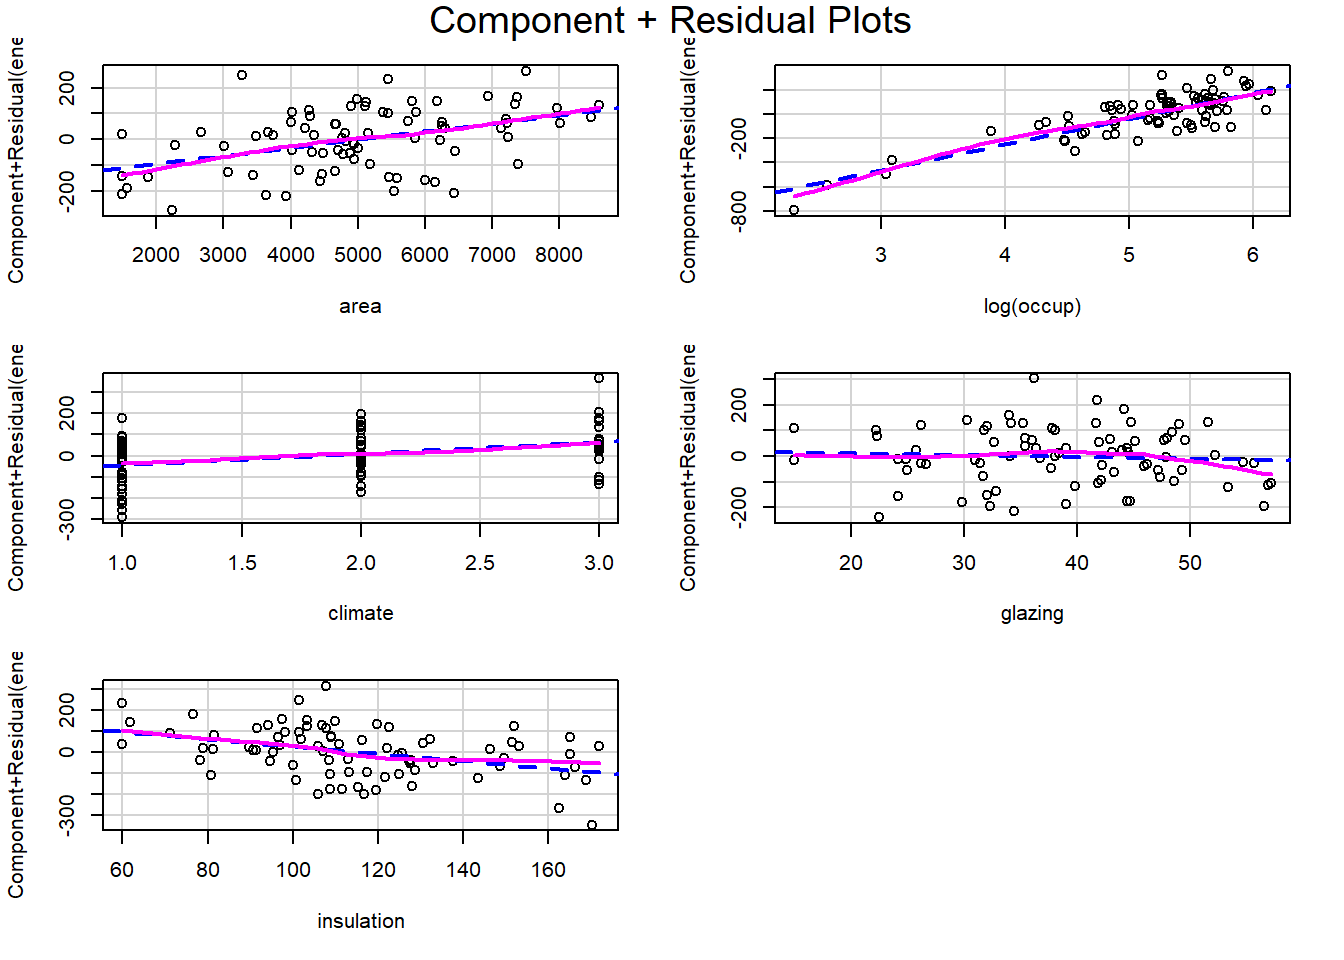 Component + Residual Plots
Component+Residual(ene
200
0
-200
2000 3000 4000 5000 6000 7000 8000
area
Component+Residual(ene
-200
-800
3 4 5 6
log(occup)
Component+Residual(ene
200
0
-300
1.0 1.5 2.0 2.5 3.0
climate
Component+Residual(ene
200
0
-200
20 30 40 50
glazing
Component+Residual(ene
200
0
-300
60 80 100 120 140 160
insulation